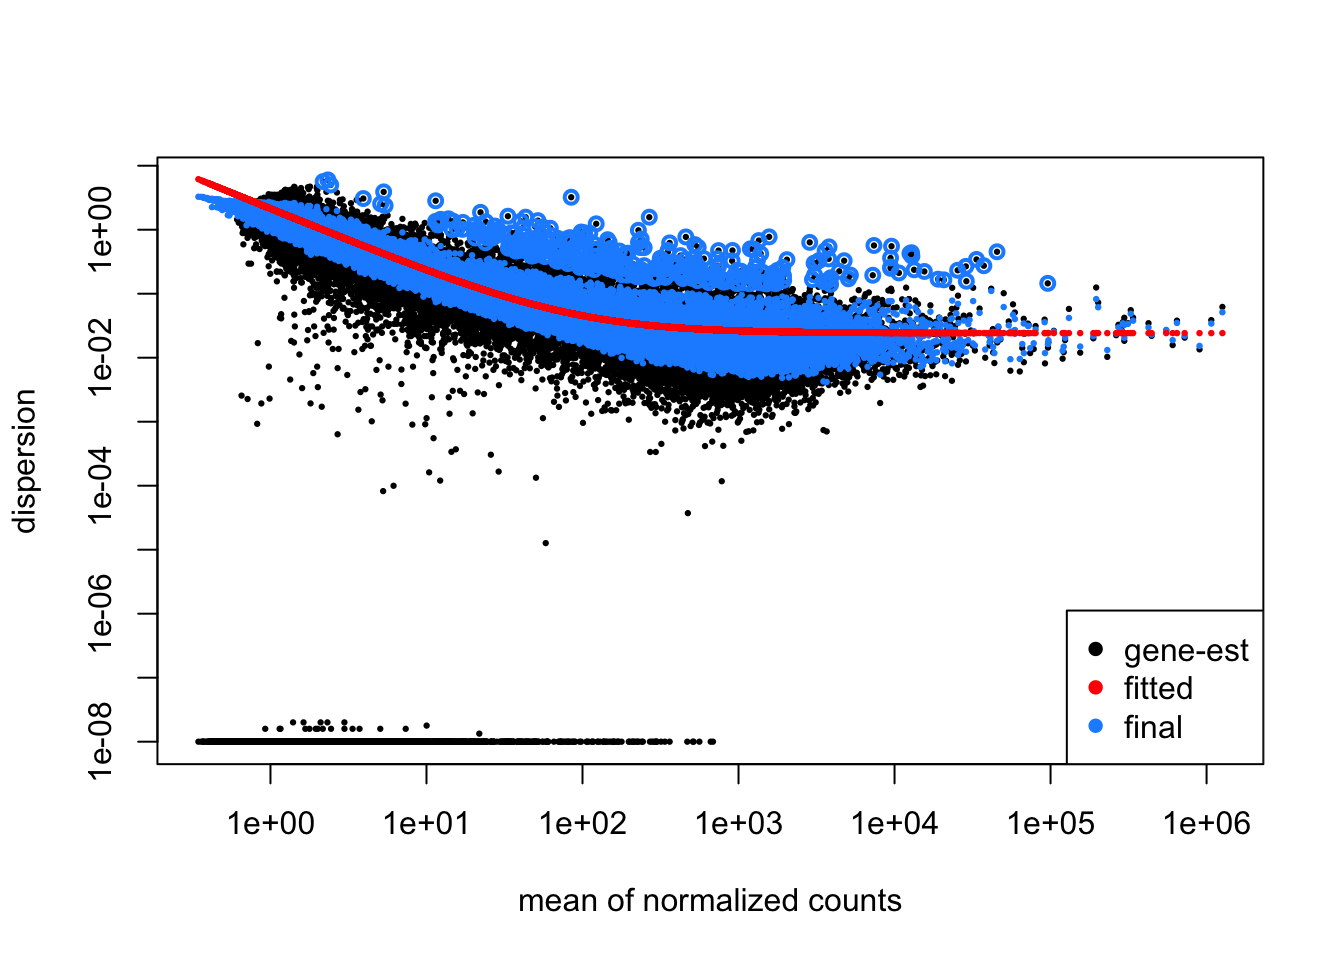 dispersion
1e+00
1e-02
1e-04
1e-06
1e-08
gene-est
fitted
final
1e+00 1e+01 1e+02 1e+03 1e+04 1e+05 1e+06
mean of normalized counts